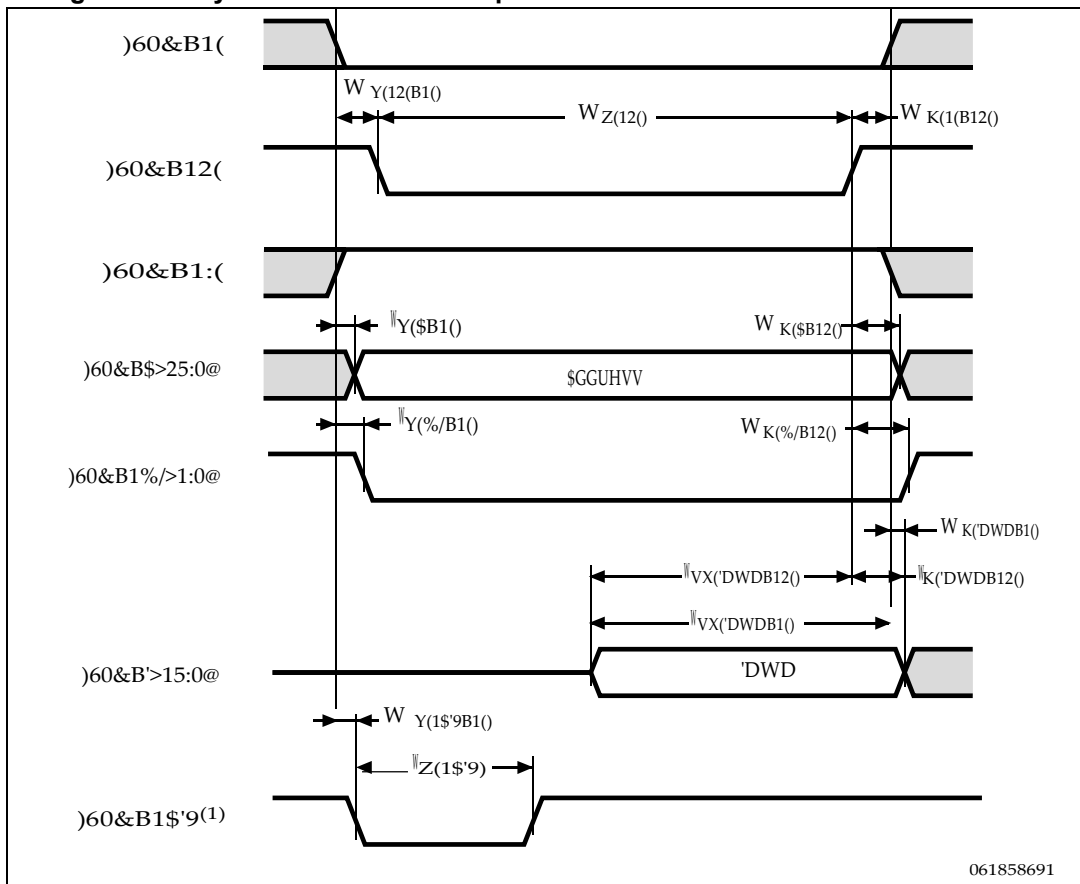 )60&B1(
W Y(12(B1()
W Z(12()
W K(1(B12()
)60&B12(
)60&B1:(
W Y($B1()
W K($B12()
)60&B$>25:0@
$GGUHVV
W Y(%/B1()
W K(%/B12()
)60&B1%/>1:0@
W K('DWDB1()
W VX('DWDB12()
W K('DWDB12()
W VX('DWDB1()
)60&B'>15:0@
'DWD
W Y(1$'9B1()
W Z(1$'9)
)60&B1$'9(1)
061858691